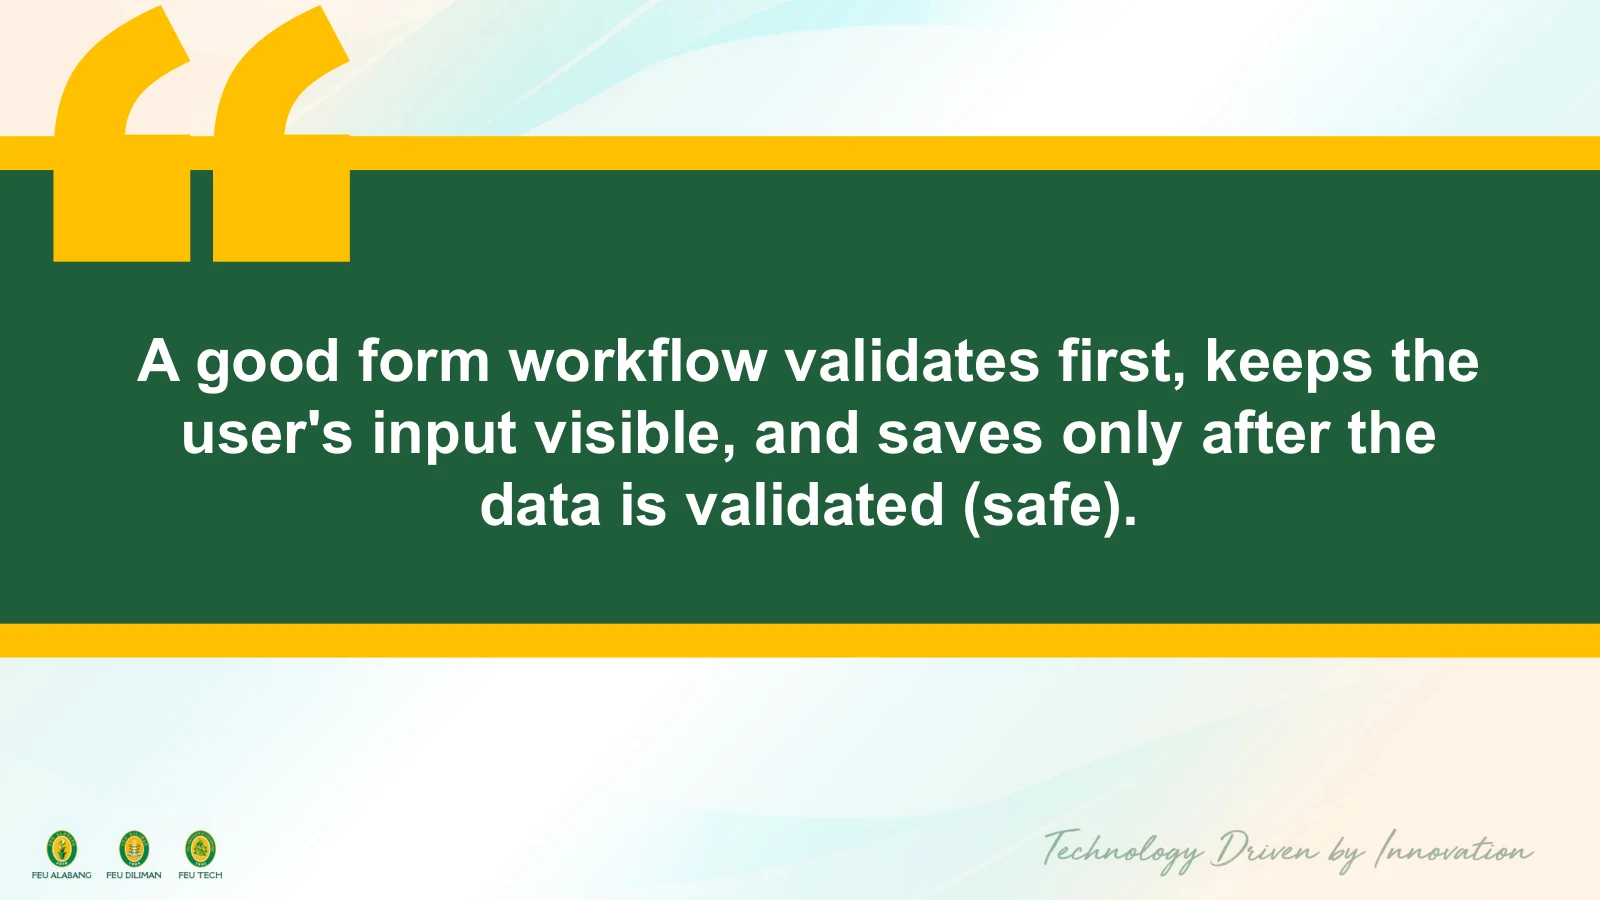 “
A good form workflow validates first, keeps the
user's input visible, and saves only after the
data is validated (safe).
FEU ALABANG
FEU DILIMAN
FEU TECH
Technology Driven by Innovation